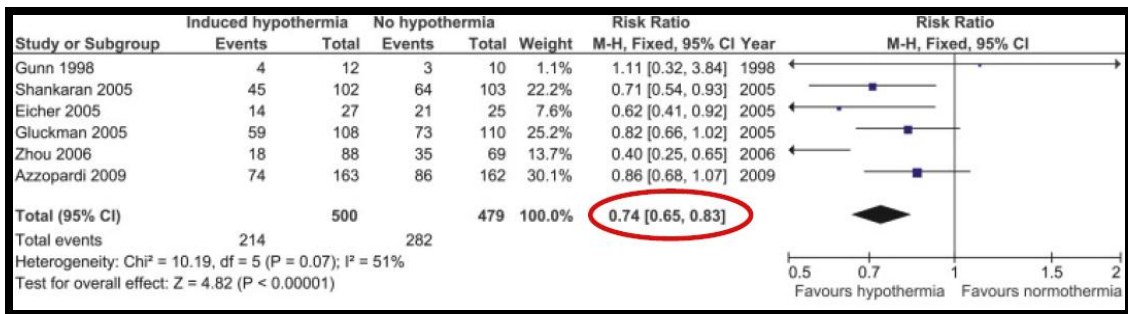 Induced hypothermia No hypothermia Risk Ratio Risk Ratio
Study or Subgroup Events Total Events Total Weight M-H, Fixed, 95% CI Year M-H, Fixed, 95% CI
Gunn 1998 4 12 3 10 1.1% 1.11 [0.32, 3.84] 1998
Shankaran 2005 45 102 64 103 22.2% 0.71 [0.54, 0.93] 2005
Eicher 2005 14 27 21 25 7.6% 0.62 [0.41, 0.92] 2005
Gluckman 2005 59 108 73 110 25.2% 0.82 [0.66, 1.02] 2005
Zhou 2006 18 88 35 69 13.7% 0.40 [0.25, 0.65] 2006
Azzopardi 2009 74 163 86 162 30.1% 0.86 [0.68, 1.07] 2009
Total (95% CI) 500 479 100.0% 0.74 [0.65, 0.83]
Total events 214 282
Heterogeneity: Chi² = 10.19, df = 5 (P = 0.07); I² = 51%
Test for overall effect: Z = 4.82 (P < 0.00001)
0.5 0.7 1 1.5 2
Favours hypothermia Favours normothermia